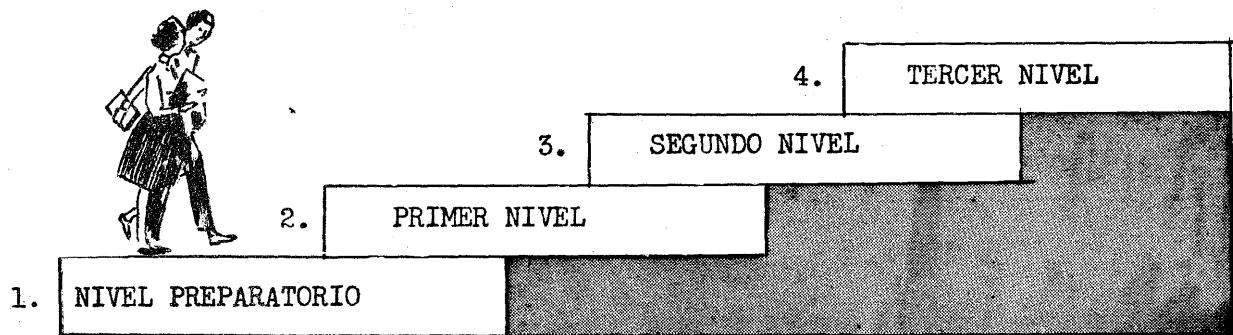 4. TERCER NIVEL
3. SEGUNDO NIVEL
2. PRIMER NIVEL
1. NIVEL PREPARATORIO